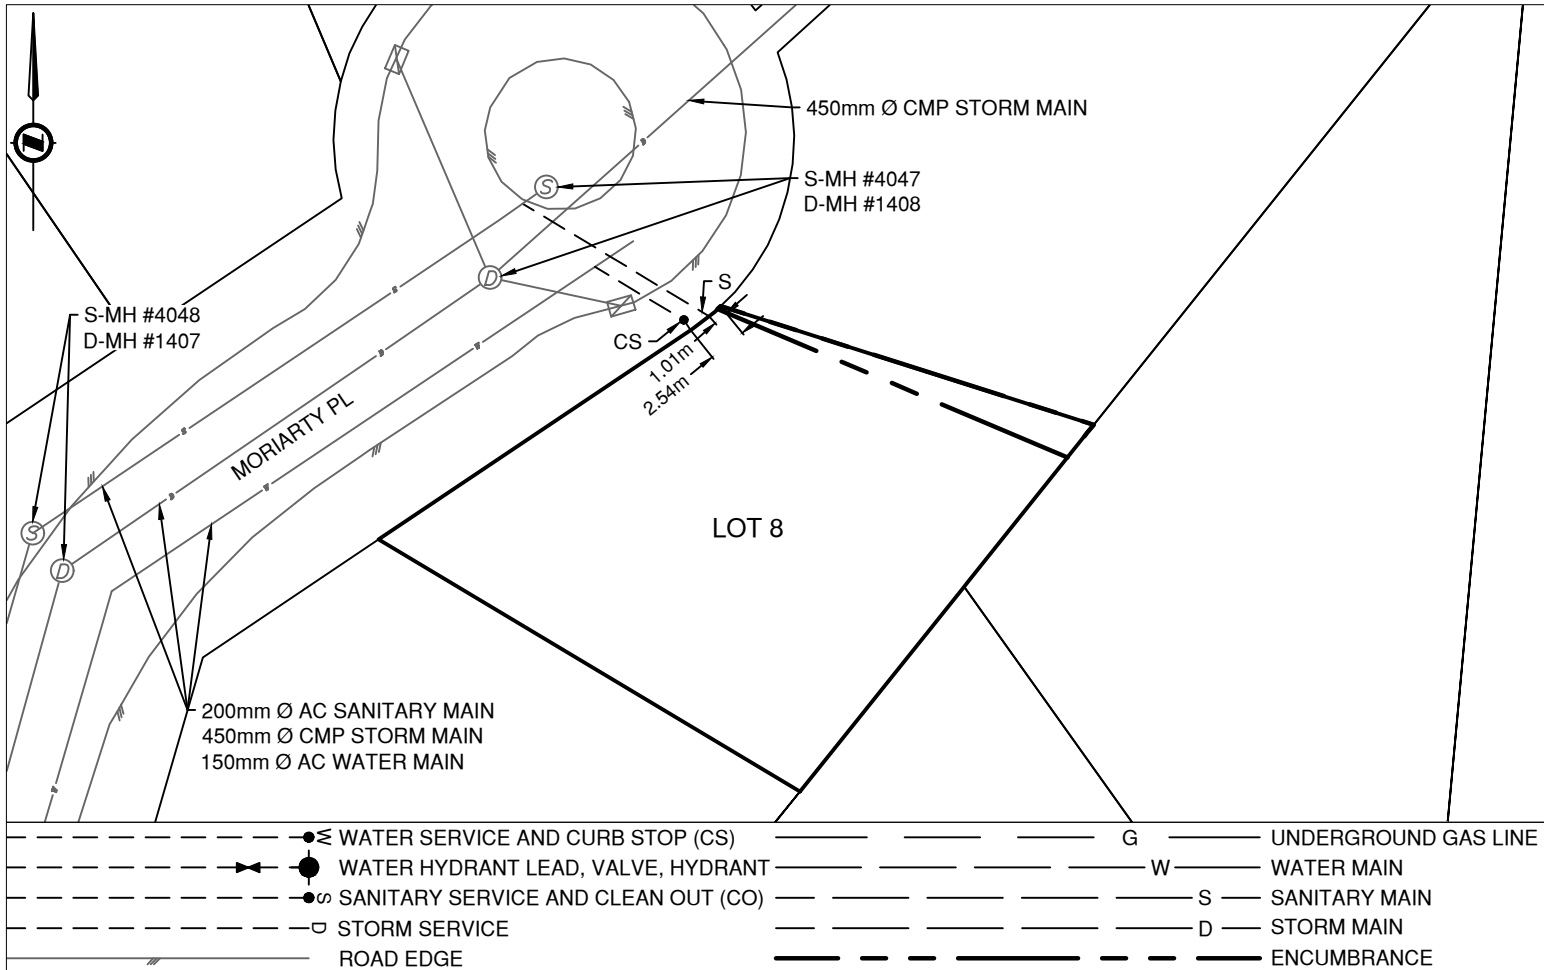 450mm Ø CMP STORM MAIN
S-MH #4047
D-MH #1408
S
S
D
S-MH #4048
D-MH #1407
CS
1.01m
2.54m
MORIARTY PL
S
D
LOT 8
200mm Ø AC SANITARY MAIN
450mm Ø CMP STORM MAIN
150mm Ø AC WATER MAIN
W WATER SERVICE AND CURB STOP (CS)
G UNDERGROUND GAS LINE
WATER HYDRANT LEAD, VALVE, HYDRANT
W WATER MAIN
S SANITARY SERVICE AND CLEAN OUT (CO)
S SANITARY MAIN
D STORM SERVICE
D STORM MAIN
ROAD EDGE
ENCUMBRANCE